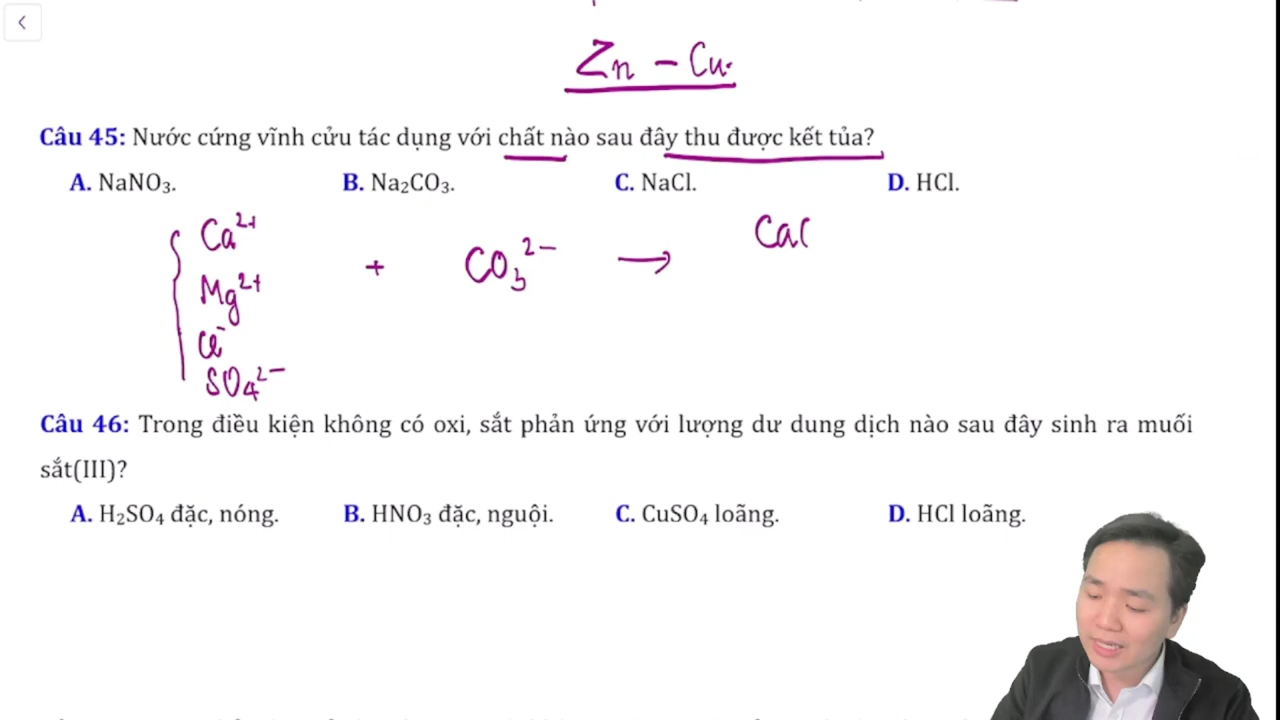 Zn - Cu.
Câu 45: Nước cứng vĩnh cửu tác dụng với chất nào sau đây thu được kết tủa?
A. NaNO₃. B. Na₂CO₃. C. NaCl. D. HCl.
Ca²⁺
Mg²⁺ + CO₃²⁻ → CaC
Cl⁻
SO₄²⁻
Câu 46: Trong điều kiện không có oxi, sắt phản ứng với lượng dư dung dịch nào sau đây sinh ra muối
sắt(III)?
A. H₂SO₄ đặc, nóng. B. HNO₃ đặc, nguội. C. CuSO₄ loãng. D. HCl loãng.